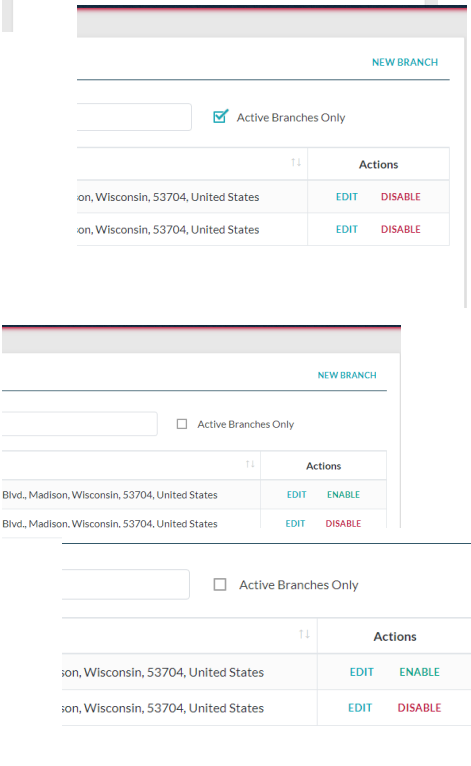 NEW BRANCH
Active Branches Only
Actions
son, Wisconsin, 53704, United States EDIT DISABLE
son, Wisconsin, 53704, United States EDIT DISABLE
NEW BRANCH
Active Branches Only
Actions
Blvd., Madison, Wisconsin, 53704, United States EDIT ENABLE
Blvd., Madison, Wisconsin, 53704, United States EDIT DISABLE
Active Branches Only
Actions
son, Wisconsin, 53704, United States EDIT ENABLE
son, Wisconsin, 53704, United States EDIT DISABLE